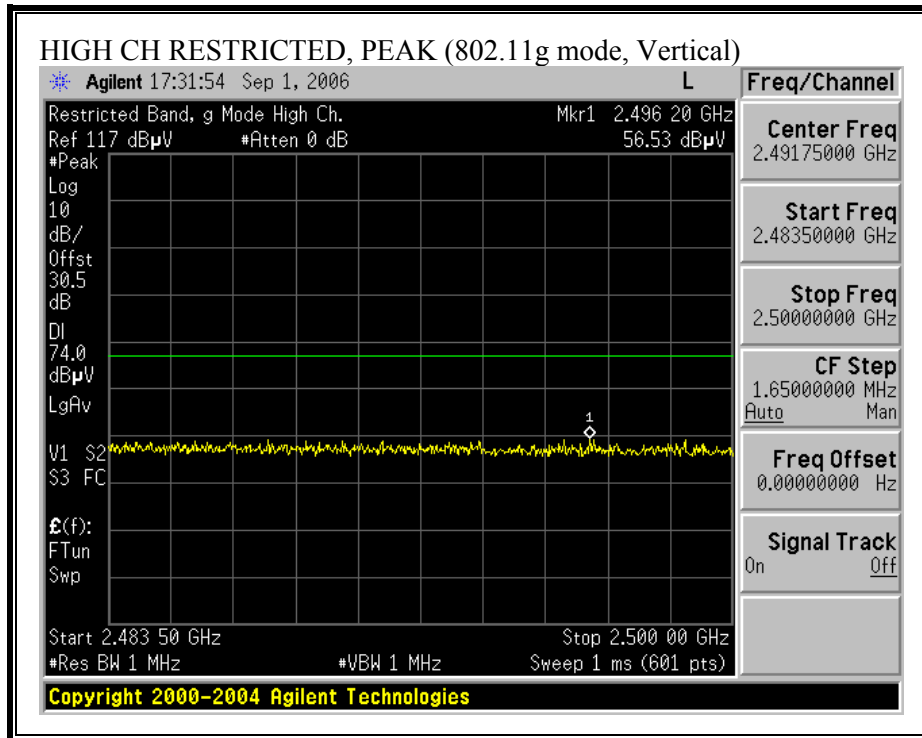 HIGH CH RESTRICTED, PEAK (802.11g mode, Vertical)
Agilent 17:31:54 Sep 1, 2006 L
Restricted Band, g Mode High Ch. Mkr1 2.496 20 GHz
Ref 117 dBµV #Atten 0 dB 56.53 dBµV
#Peak
Log
10
dB/
Offst
30.5
dB
DI
74.0
dBµV
LgAv
1
V1 S2
S3 FC
£(f):
FTun
Swp
Start 2.483 50 GHz Stop 2.500 00 GHz
#Res BW 1 MHz #VBW 1 MHz Sweep 1 ms (601 pts)
Copyright 2000-2004 Agilent Technologies
Freq/Channel
Center Freq
2.49175000 GHz
Start Freq
2.48350000 GHz
Stop Freq
2.50000000 GHz
CF Step
1.65000000 MHz
Auto Man
Freq Offset
0.00000000 Hz
Signal Track
On Off